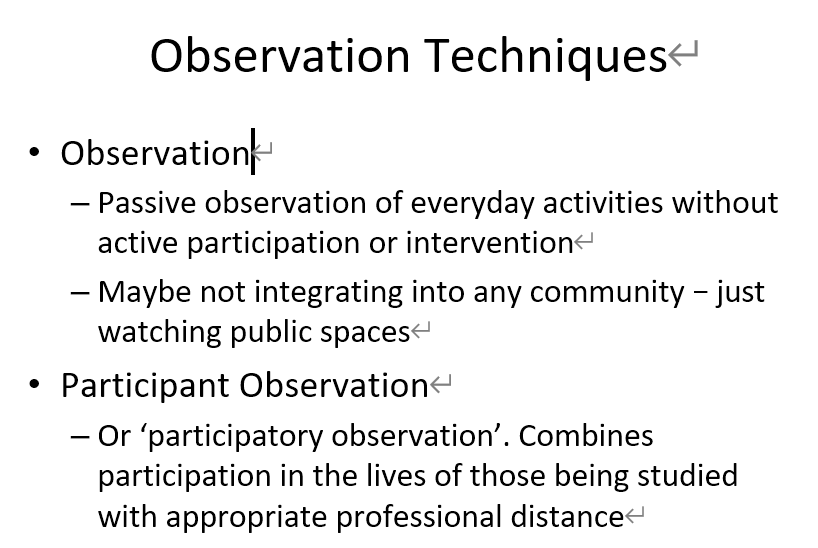 Observation Techniques
• Observation
– Passive observation of everyday activities without
active participation or intervention
– Maybe not integrating into any community – just
watching public spaces
• Participant Observation
– Or ‘participatory observation’. Combines
participation in the lives of those being studied
with appropriate professional distance